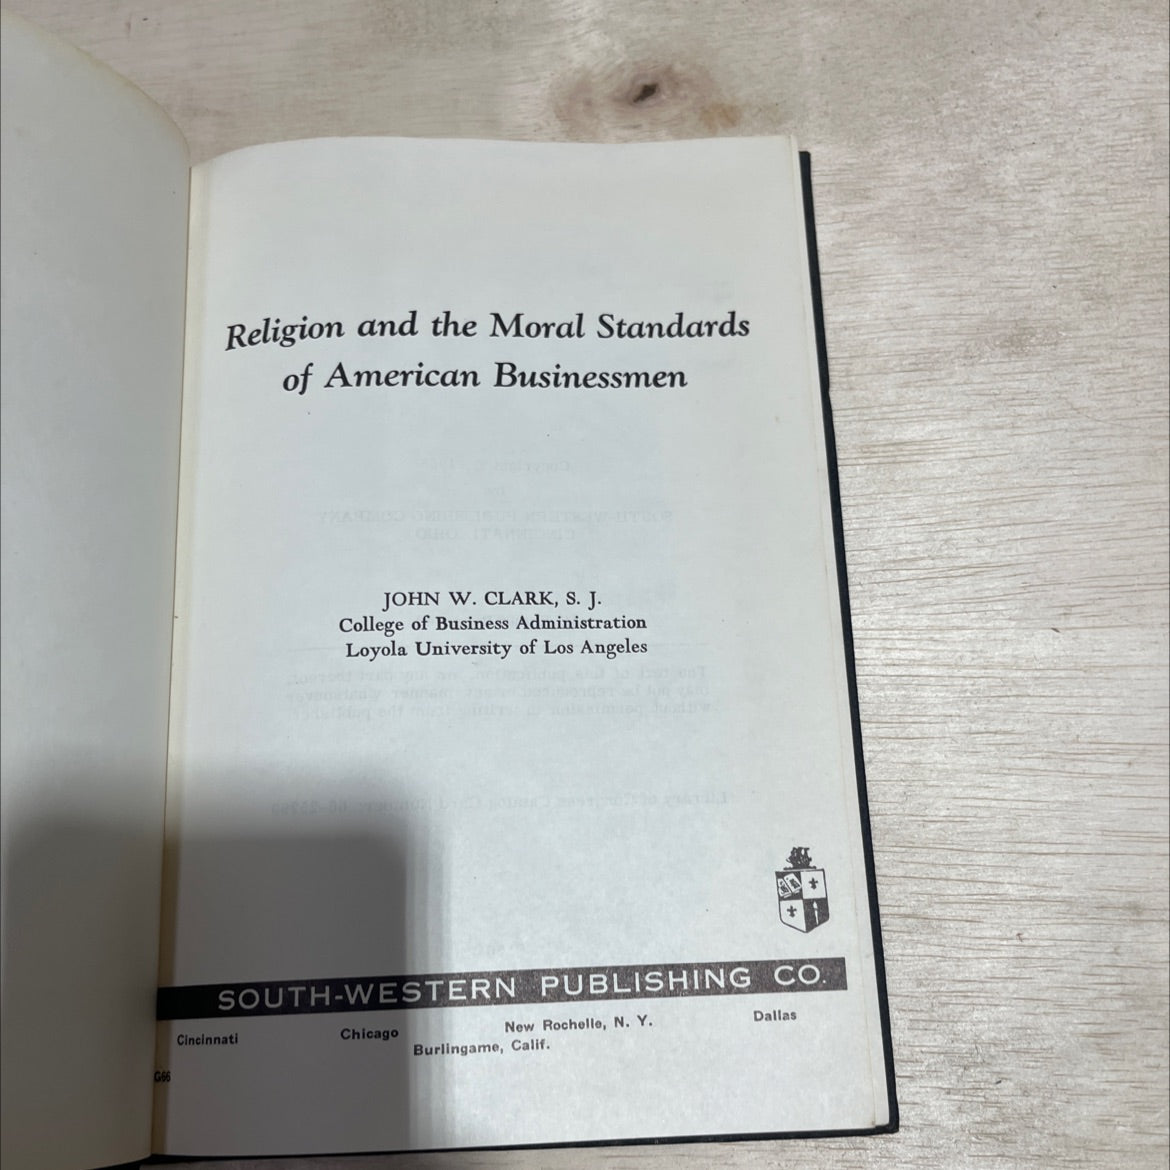 Religion and the Moral Standards
of American Businessmen
JOHN W. CLARK, S. J.
College of Business Administration
Loyola University of Los Angeles
SOUTH-WESTERN PUBLISHING CO.
Cincinnati Chicago New Rochelle, N. Y. Dallas
Burlingame, Calif.
G66